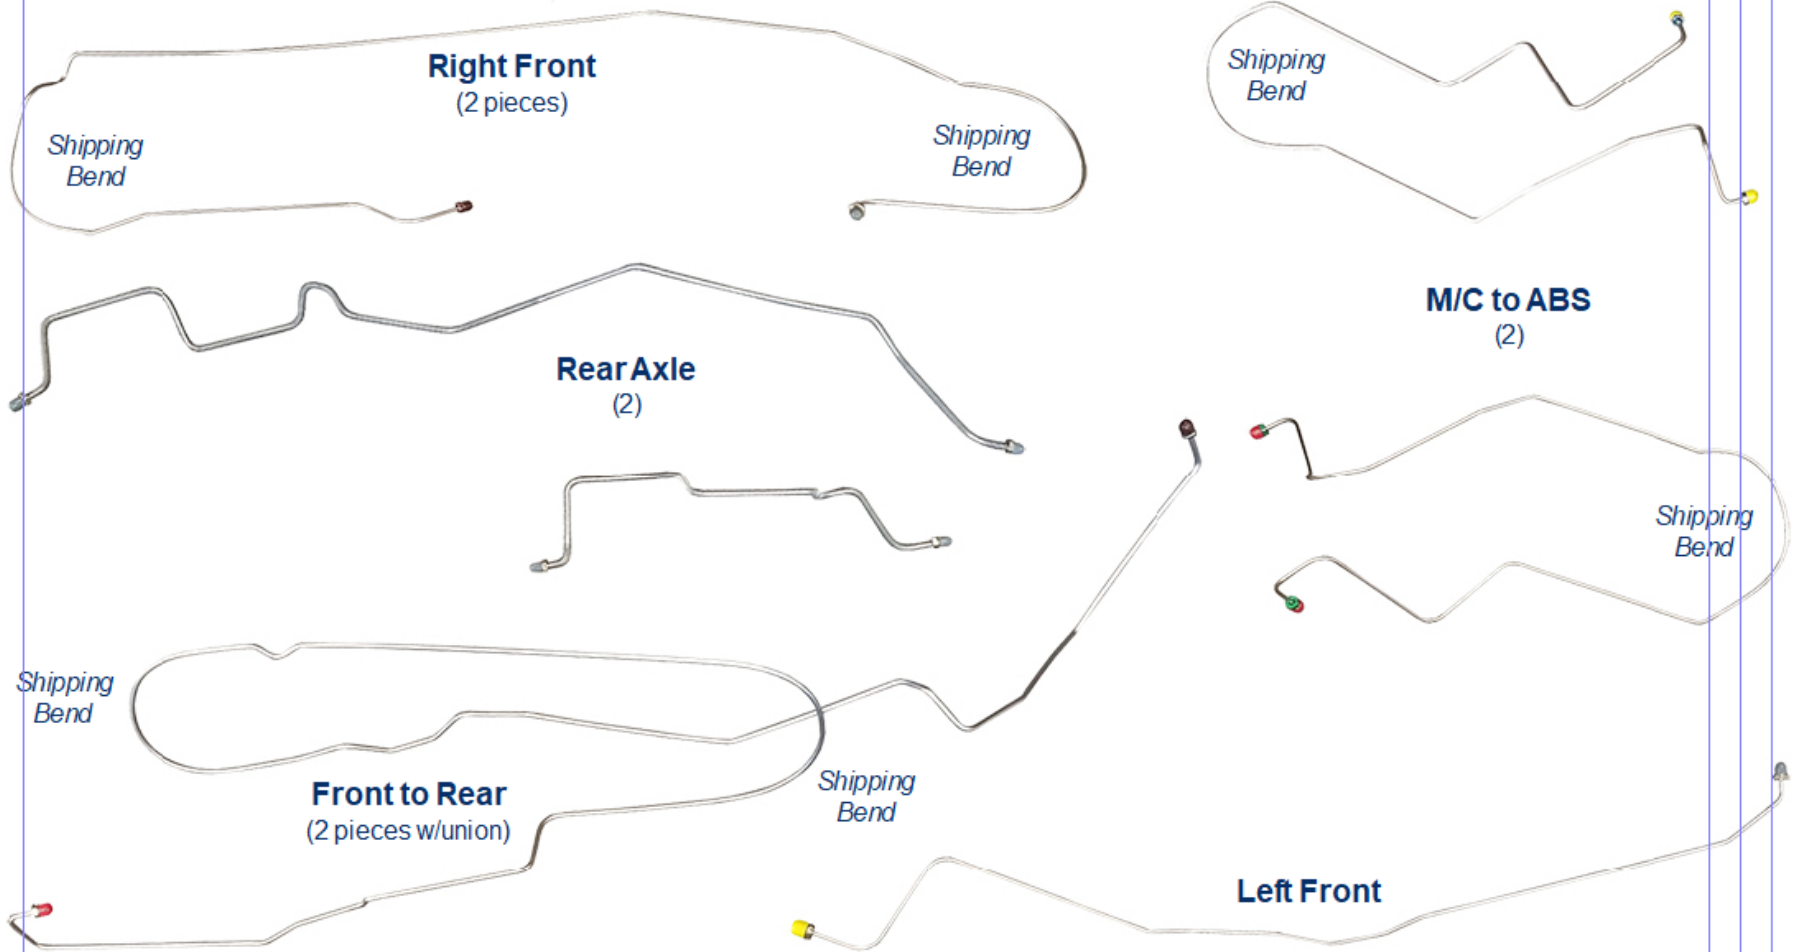 Right Front
(2 pieces)
Shipping
Bend
Shipping
Bend
Shipping
Bend
M/C to ABS
(2)
Rear Axle
(2)
Shipping
Bend
Shipping
Bend
Front to Rear
(2 pieces w/union)
Shipping
Bend
Left Front